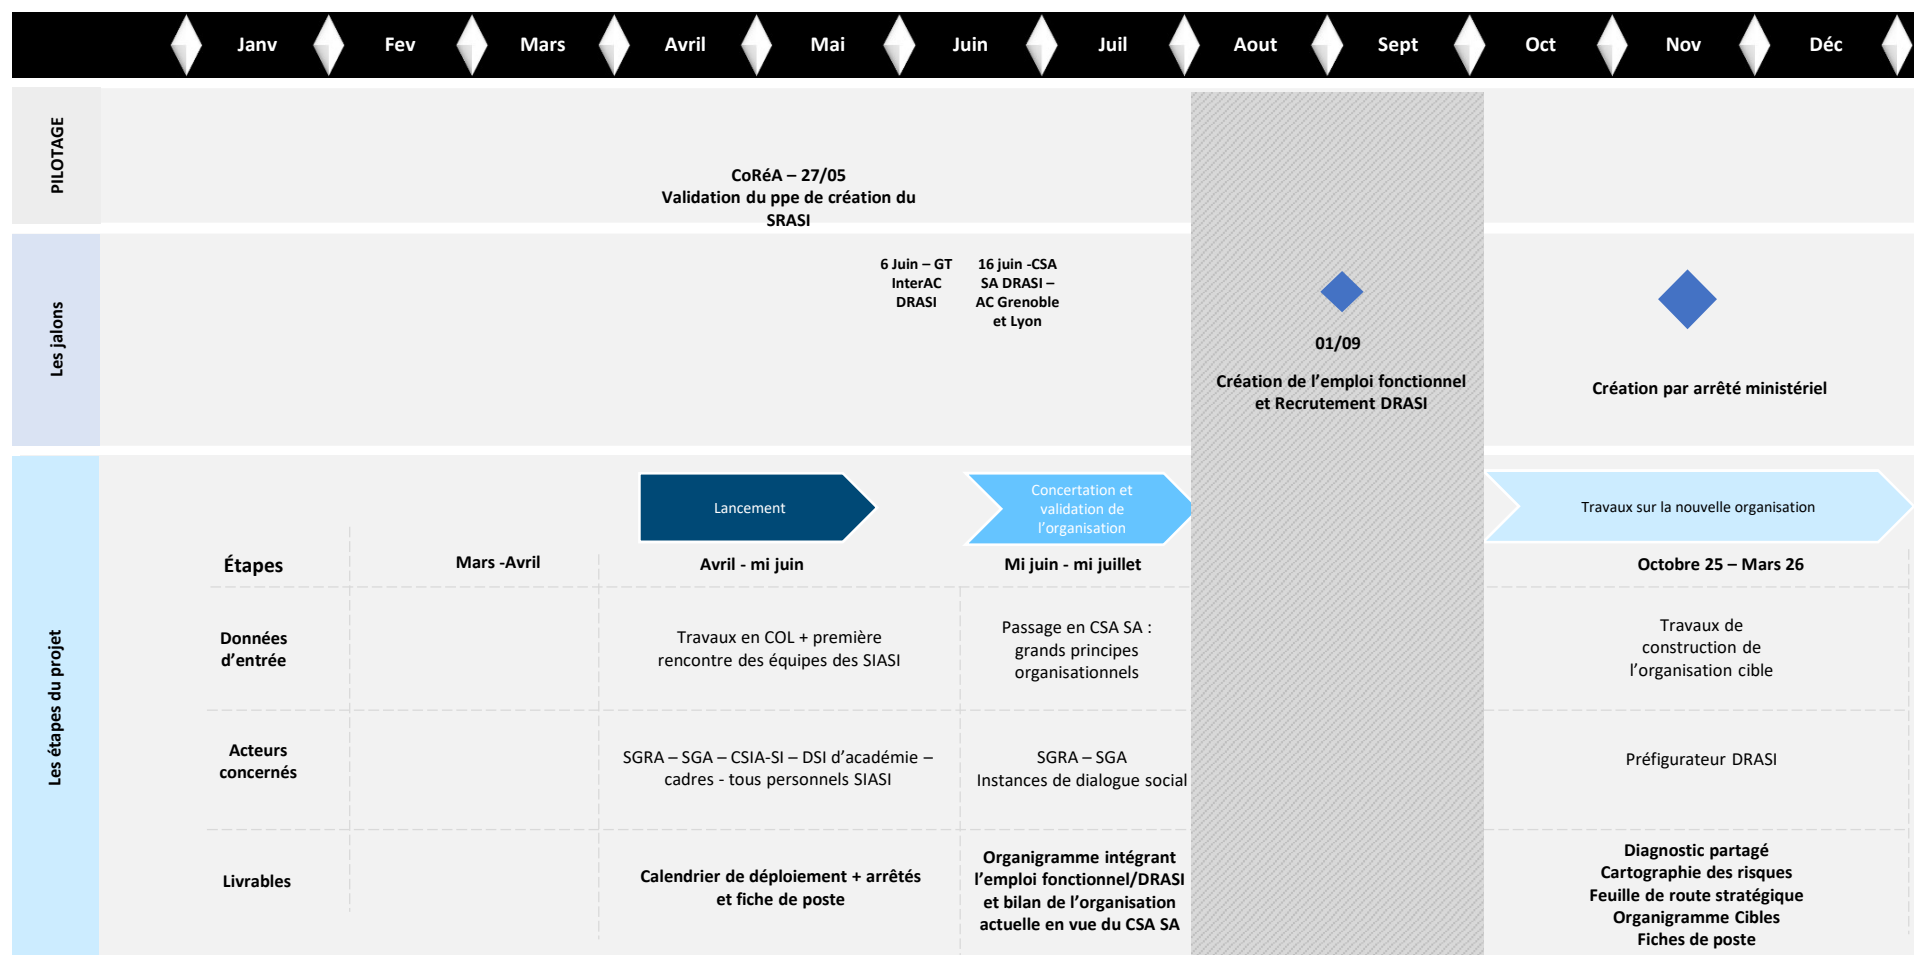 Janv
Fev
Mars
Avril
Mai
Juin
Juil
Aout
Sept
Oct
Nov
Déc
PILOTAGE
CoRéA – 27/05
Validation du ppe de création du
SRASI
Les jalons
6 Juin – GT
InterAC
DRASI
16 juin -CSA
SA DRASI –
AC Grenoble
et Lyon
01/09
Création de l’emploi fonctionnel
et Recrutement DRASI
Création par arrêté ministériel
Les étapes du projet
Lancement
Concertation et
validation de
l’organisation
Travaux sur la nouvelle organisation
Étapes
Mars -Avril
Avril - mi juin
Mi juin - mi juillet
Octobre 25 – Mars 26
Données
d’entrée
Travaux en COL + première
rencontre des équipes des SIASI
Passage en CSA SA :
grands principes
organisationnels
Travaux de
construction de
l’organisation cible
Acteurs
concernés
SGRA – SGA – CSIA-SI – DSI d’académie –
cadres - tous personnels SIASI
SGRA – SGA
Instances de dialogue social
Préfigurateur DRASI
Livrables
Calendrier de déploiement + arrêtés
et fiche de poste
Organigramme intégrant
l’emploi fonctionnel/DRASI
et bilan de l’organisation
actuelle en vue du CSA SA
Diagnostic partagé
Cartographie des risques
Feuille de route stratégique
Organigramme Cibles
Fiches de poste